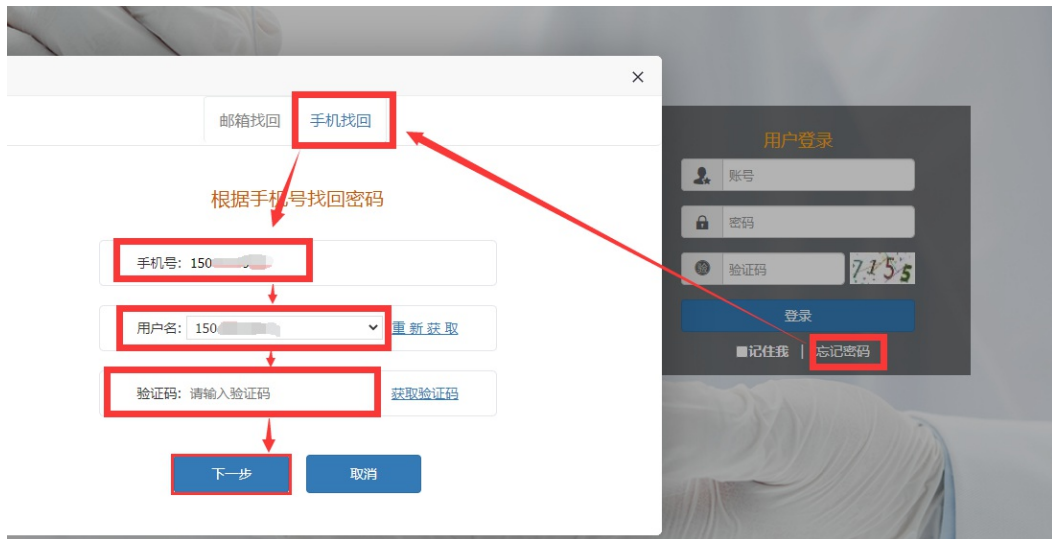 邮箱找回 手机找回
根据手机号找回密码
手机号: 150
用户名: 150 重 新 获 取
验证码: 请输入验证码 获取验证码
下一步 取消
用户登录
账号
密码
验证码 7155
登录
记住我 | 忘记密码